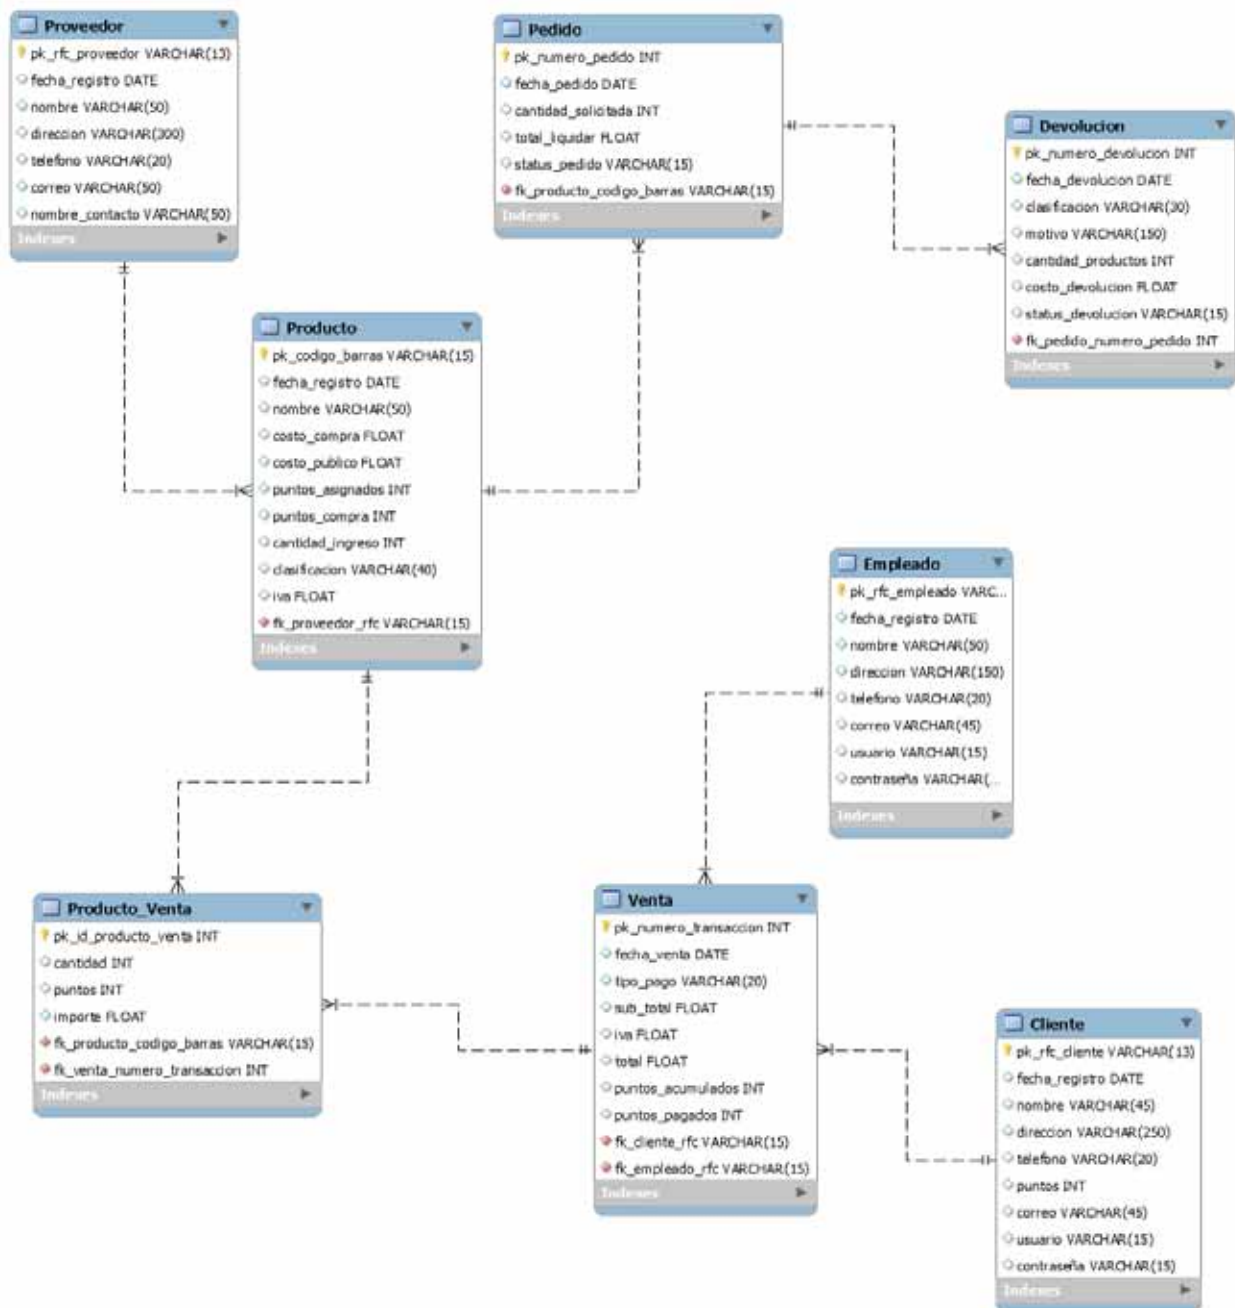 Proveedor
pk_rfc_proveedor VARCHAR(13)
fecha_registro DATE
nombre VARCHAR(50)
direccion VARCHAR(300)
telefono VARCHAR(20)
correo VARCHAR(50)
nombre_contacto VARCHAR(50)
Indexes
Pedido
pk_numero_pedido INT
fecha_pedido DATE
cantidad_solicitada INT
total_liquidar FLOAT
status_pedido VARCHAR(15)
fk_producto_codigo_barras VARCHAR(15)
Indexes
Devolucion
pk_numero_devolucion INT
fecha_devolucion DATE
clasificacion VARCHAR(30)
motivo VARCHAR(150)
cantidad_productos INT
costo_devolucion FLOAT
status_devolucion VARCHAR(15)
fk_pedido_numero_pedido INT
Indexes
Producto
pk_codigo_barras VARCHAR(15)
fecha_registro DATE
nombre VARCHAR(50)
costo_compra FLOAT
costo_publico FLOAT
puntos_asignados INT
puntos_compra INT
cantidad_ingreso INT
clasificacion VARCHAR(40)
iva FLOAT
fk_proveedor_rfc VARCHAR(15)
Indexes
Empleado
pk_rfc_empleado VARC...
fecha_registro DATE
nombre VARCHAR(50)
direccion VARCHAR(150)
telefono VARCHAR(20)
correo VARCHAR(45)
usuario VARCHAR(15)
contraseña VARCHAR(...
Indexes
Producto_Venta
pk_id_producto_venta INT
cantidad INT
puntos INT
importe FLOAT
fk_producto_codigo_barras VARCHAR(15)
fk_venta_numero_transaccion INT
Indexes
Venta
pk_numero_transaccion INT
fecha_venta DATE
tipo_pago VARCHAR(20)
sub_total FLOAT
iva FLOAT
total FLOAT
puntos_acumulados INT
puntos_pagados INT
fk_cliente_rfc VARCHAR(15)
fk_empleado_rfc VARCHAR(15)
Indexes
Cliente
pk_rfc_cliente VARCHAR(13)
fecha_registro DATE
nombre VARCHAR(45)
direccion VARCHAR(250)
telefono VARCHAR(20)
puntos INT
correo VARCHAR(45)
usuario VARCHAR(15)
contraseña VARCHAR(15)
Indexes